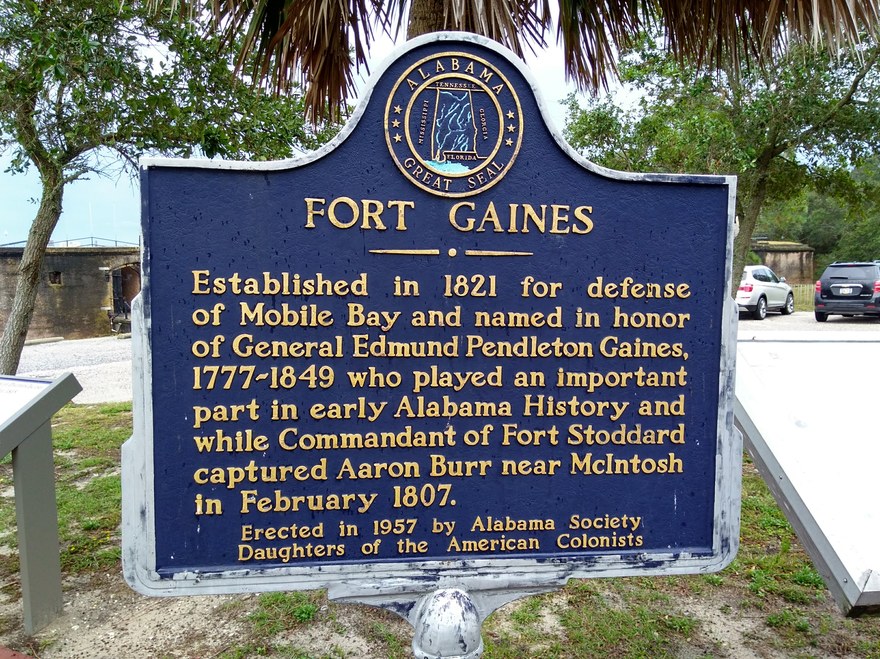 ALABAMA
TENNESSEE
MISSISSIPPI
GEORGIA
FLORIDA
GREAT SEAL
FORT GAINES
Established in 1821 for defense
of Mobile Bay and named in honor
of General Edmund Pendleton Gaines,
1777-1849 who played an important
part in early Alabama History and
while Commandant of Fort Stoddard
captured Aaron Burr near McIntosh
in February 1807.
Erected in 1957 by Alabama Society
Daughters of the American Colonists